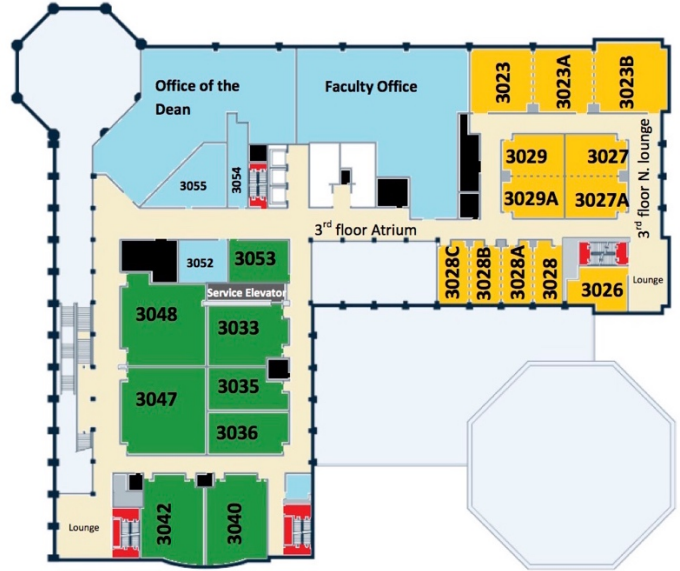 Office of the
Dean
Faculty Office
3023
3023A
3023B
3029
3027
3029A
3027A
3rd floor N. lounge
3055
3054
3rd floor Atrium
3052
3053
Service Elevator
3028C
3028B
3028A
3028
3026
Lounge
3048
3033
3047
3035
3036
3042
3040
Lounge